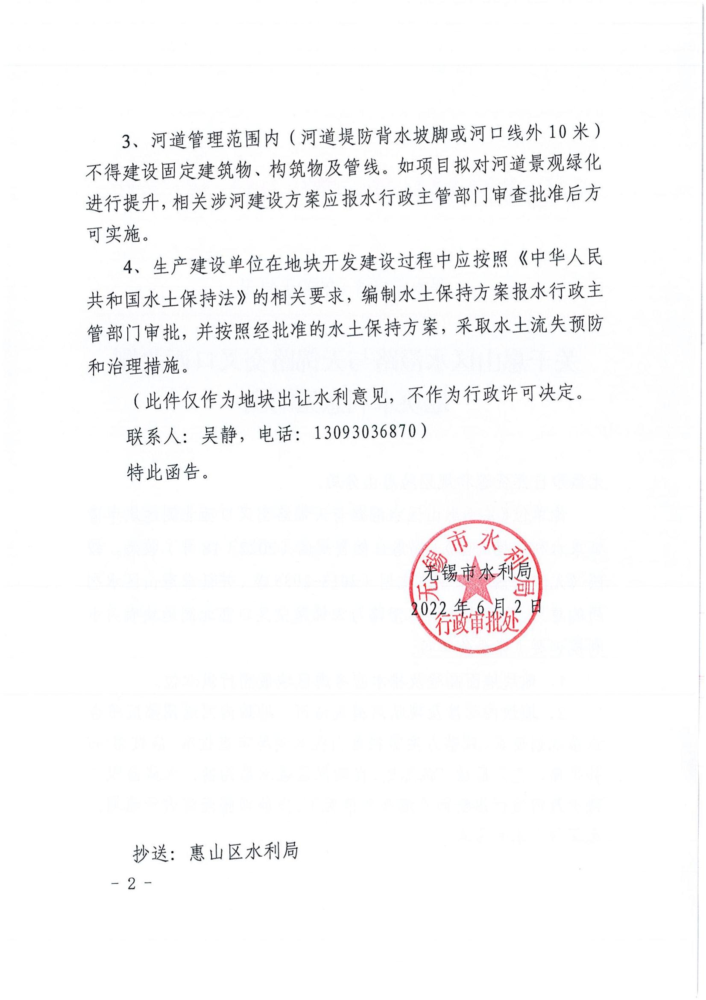 3、河道管理范围内（河道堤防背水坡脚或河口线外10米）
不得建设固定建筑物、构筑物及管线。如项目拟对河道景观绿化
进行提升，相关涉河建设方案应报水行政主管部门审查批准后方
可实施。
4、生产建设单位在地块开发建设过程中应按照《中华人民
共和国水土保持法》的相关要求，编制水土保持方案报水行政主
管部门审批，并按照经批准的水土保持方案，采取水土流失预防
和治理措施。
（此件仅作为地块出让水利意见，不作为行政许可决定。
联系人：吴静，电话：13093036870）
特此函告。
无锡市水利局
无锡市水利局
2022年6月2日
行政审批处
抄送：惠山区水利局
- 2 -